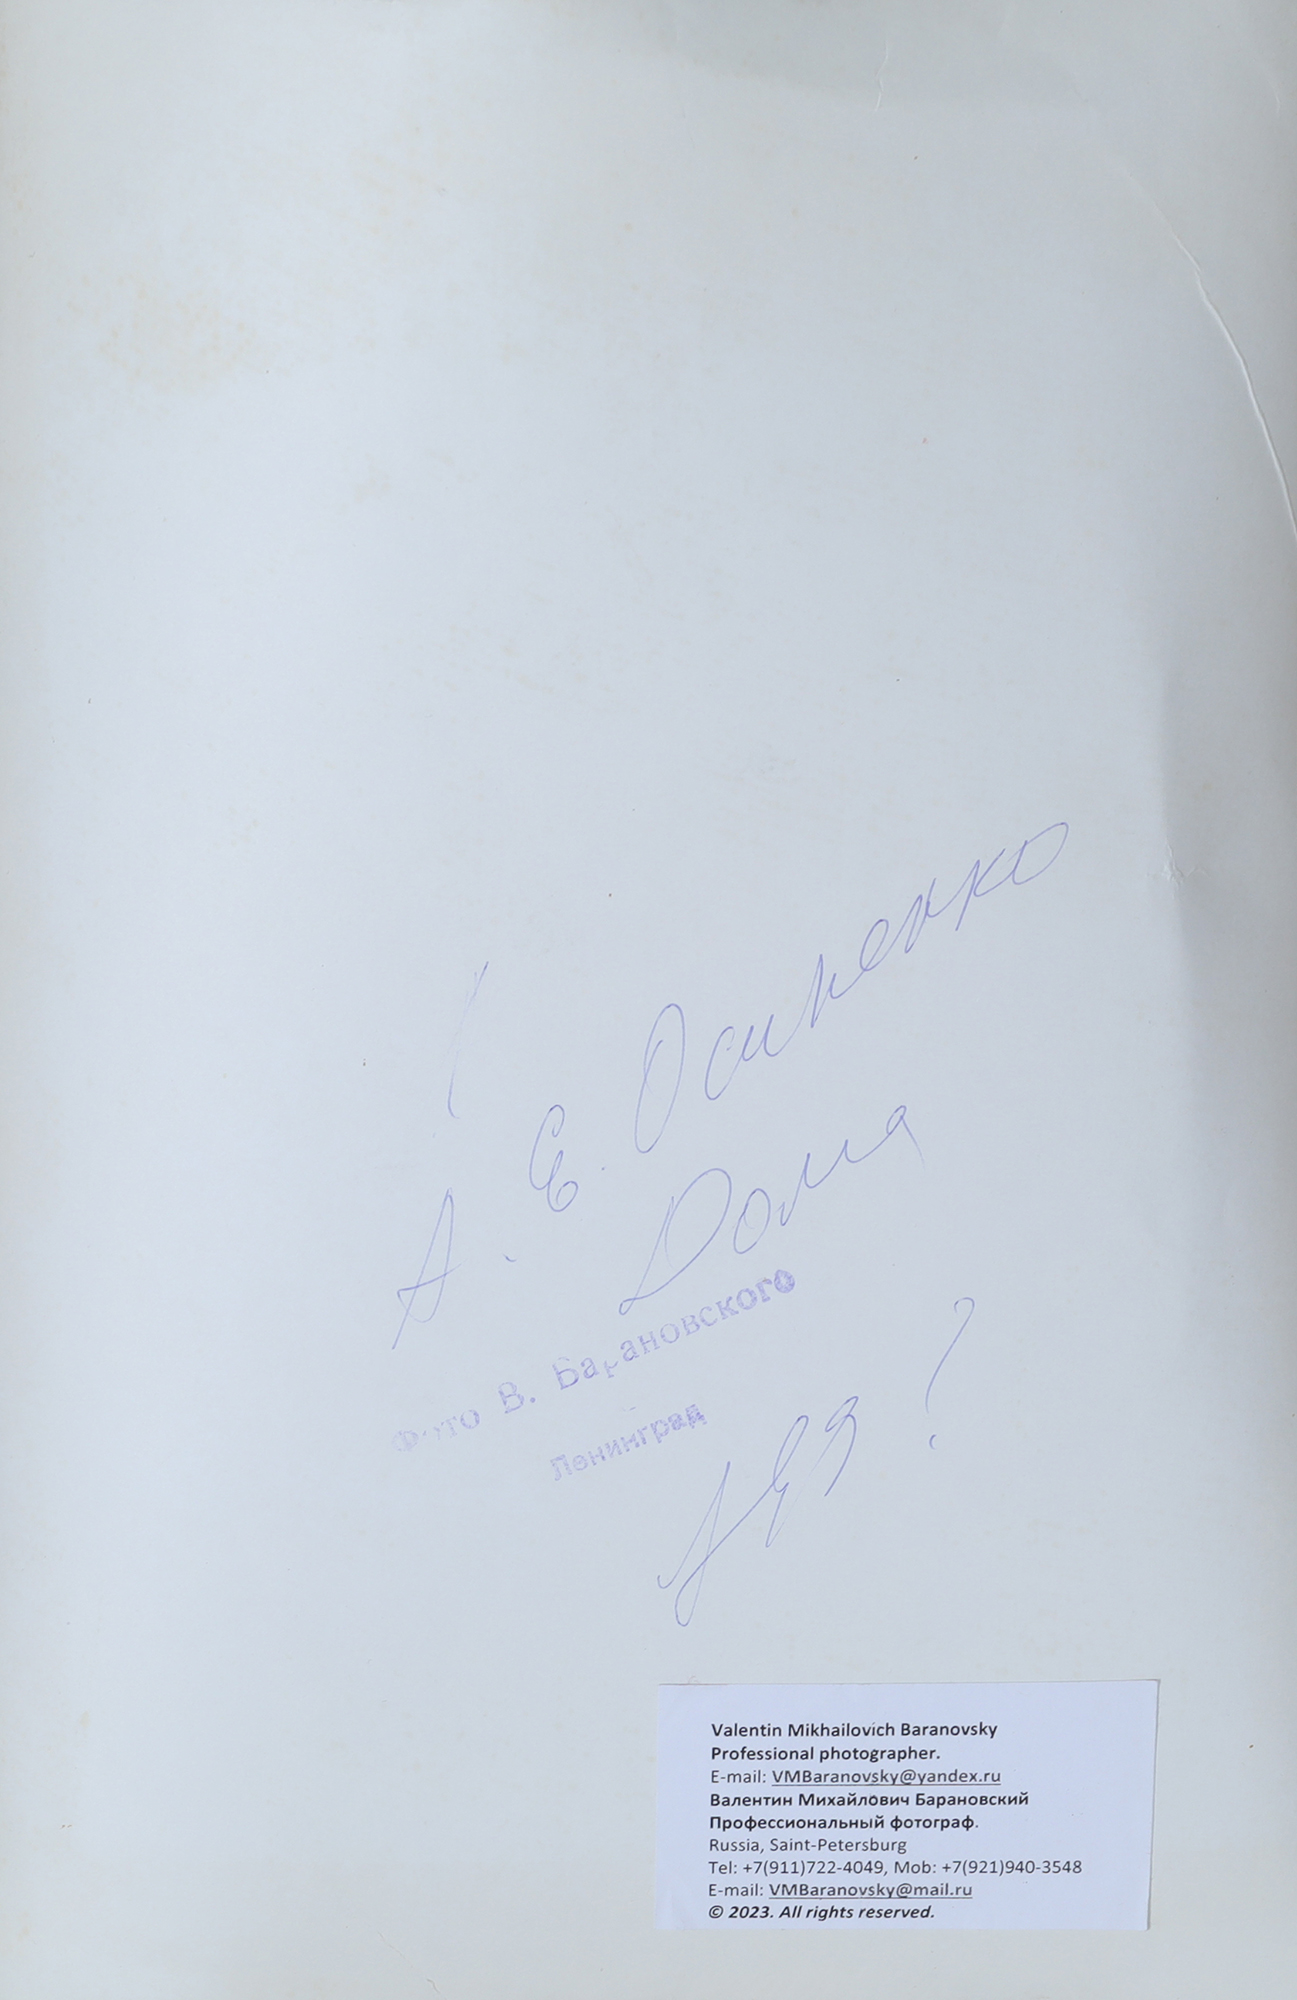 А. Е. Осипенко
Дома
Фото В. Барановского
Ленинград
?
Valentin Mikhailovich Baranovsky
Professional photographer.
E-mail: VMBaranovsky@yandex.ru
Валентин Михайлович Барановский
Профессиональный фотограф.
Russia, Saint-Petersburg
Tel: +7(911)722-4049, Mob: +7(921)940-3548
E-mail: VMBaranovsky@mail.ru
© 2023. All rights reserved.